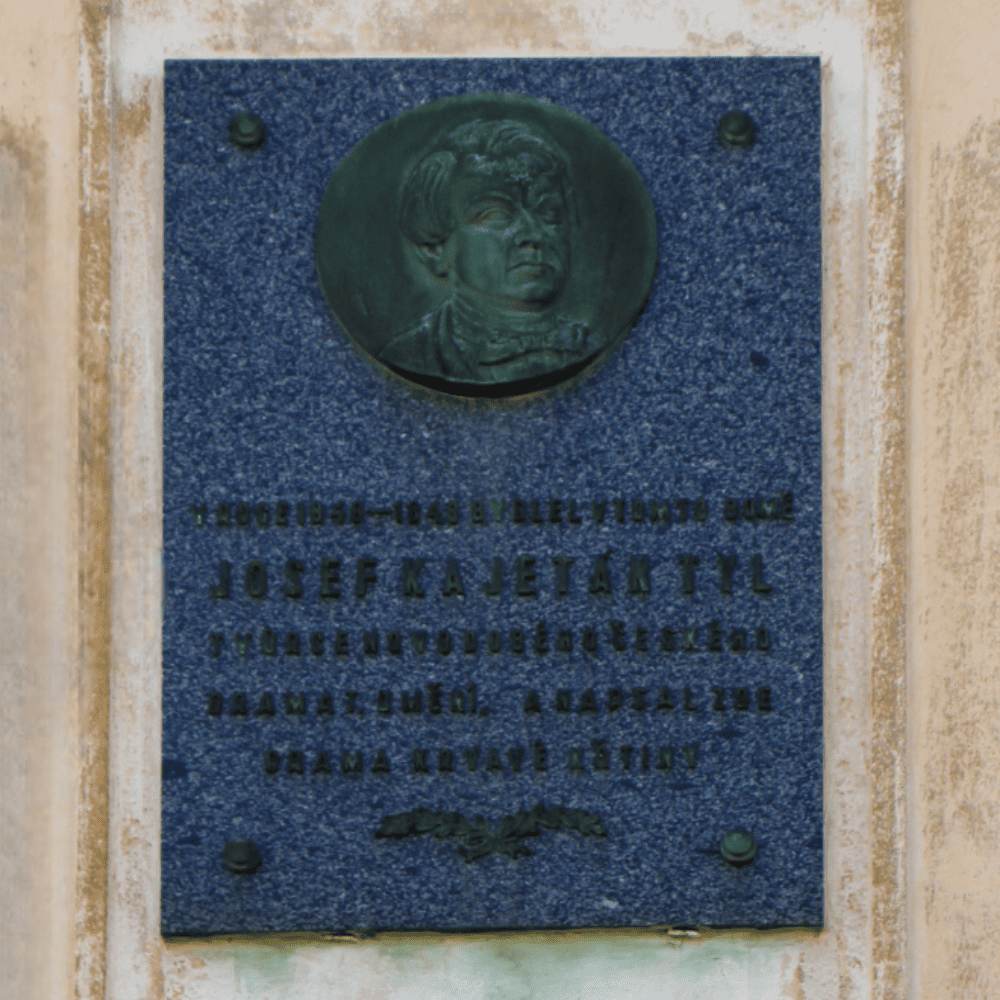 V ROCE BYDLEL V TOMTO DOMĚ
JOSEF KAJETÁN TYL
TVŮRCE NOVODOBÉHO ČESKÉHO
DRAMAT. UMĚNÍ, A NAPSAL ZDE
DRAMA KRVAVÉ KŘTINY